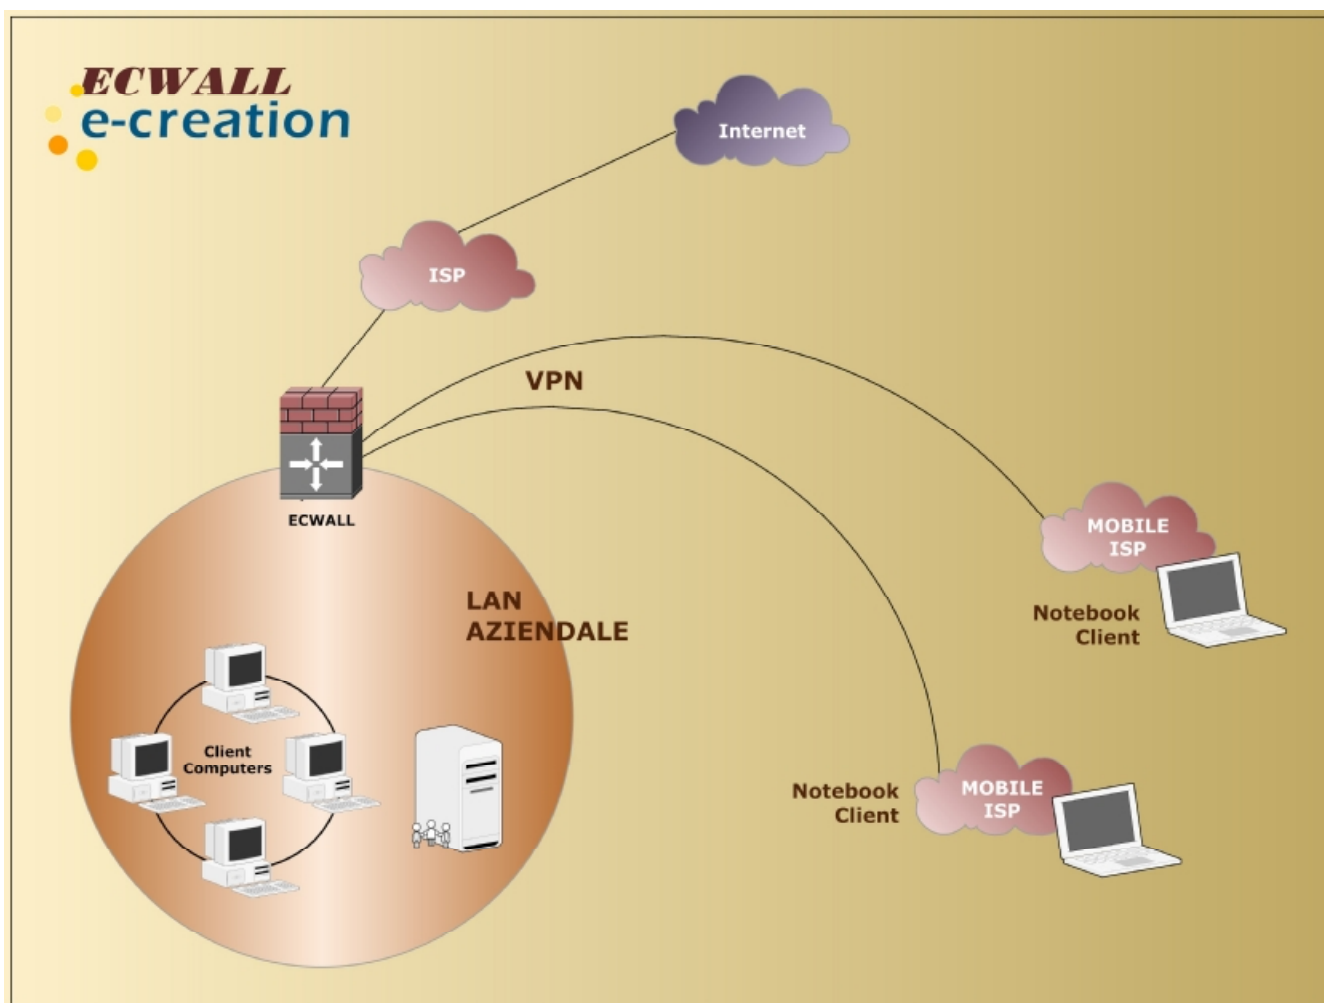 ECWALL
e-creation
Internet
ISP
VPN
ECWALL
MOBILE
ISP
Notebook
Client
LAN
AZIENDALE
Client
Computers
MOBILE
ISP
Notebook
Client